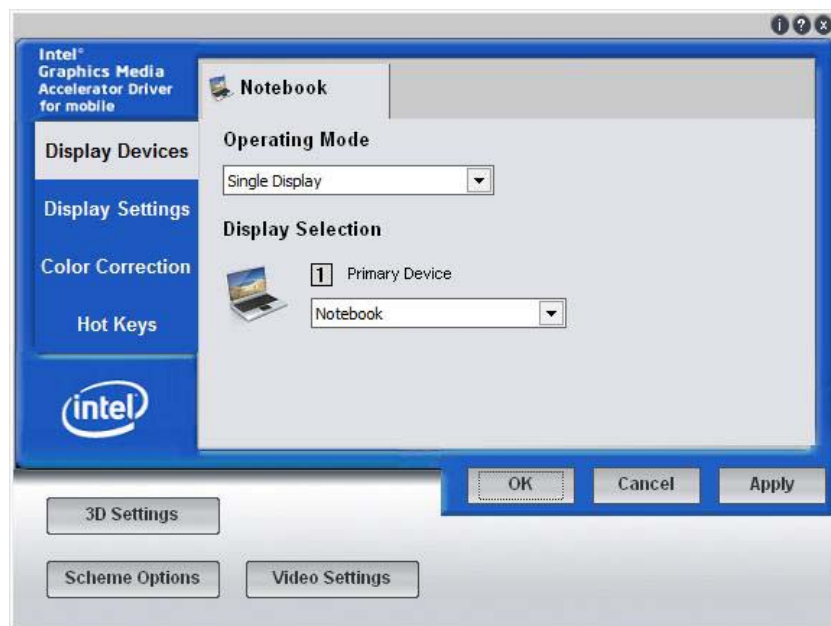 Intel®
Graphics Media
Accelerator Driver
for mobile
Notebook
Display Devices
Display Settings
Color Correction
Hot Keys
Operating Mode
Single Display
Display Selection
1 Primary Device
Notebook
intel
OK Cancel Apply
3D Settings
Scheme Options Video Settings